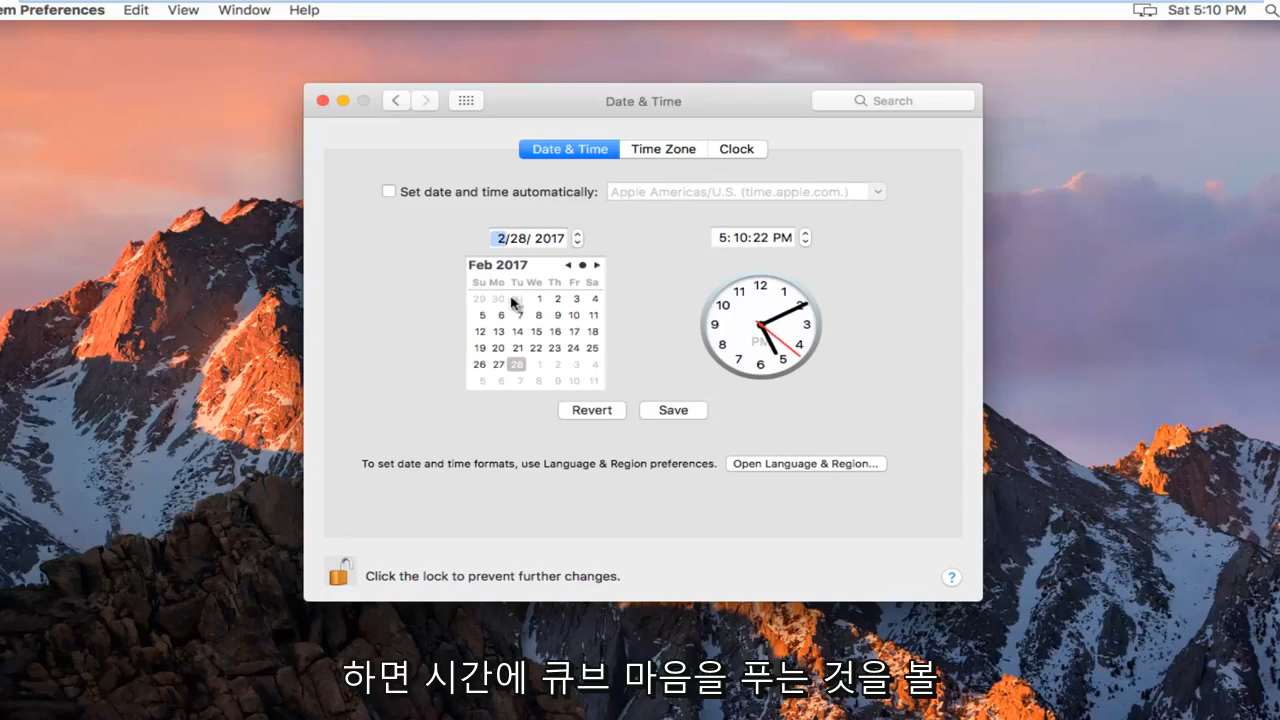 em Preferences Edit View Window Help Sat 5:10 PM
Date & Time Search
Date & Time Time Zone Clock
Set date and time automatically: Apple Americas/U.S. (time.apple.com.)
2/28/ 2017 5:10:22 PM
Feb 2017
Su Mo Tu We Th Fr Sa
29 30 1 2 3 4
5 6 7 8 9 10 11
12 13 14 15 16 17 18
19 20 21 22 23 24 25
26 27 28 1 2 3 4
5 6 7 8 9 10 11
12 1 2 3 4 5 6 7 8 9 10 11
PM
Revert Save
To set date and time formats, use Language & Region preferences. Open Language & Region...
Click the lock to prevent further changes. ?
하면 시간에 큐브 마음을 푸는 것을 볼